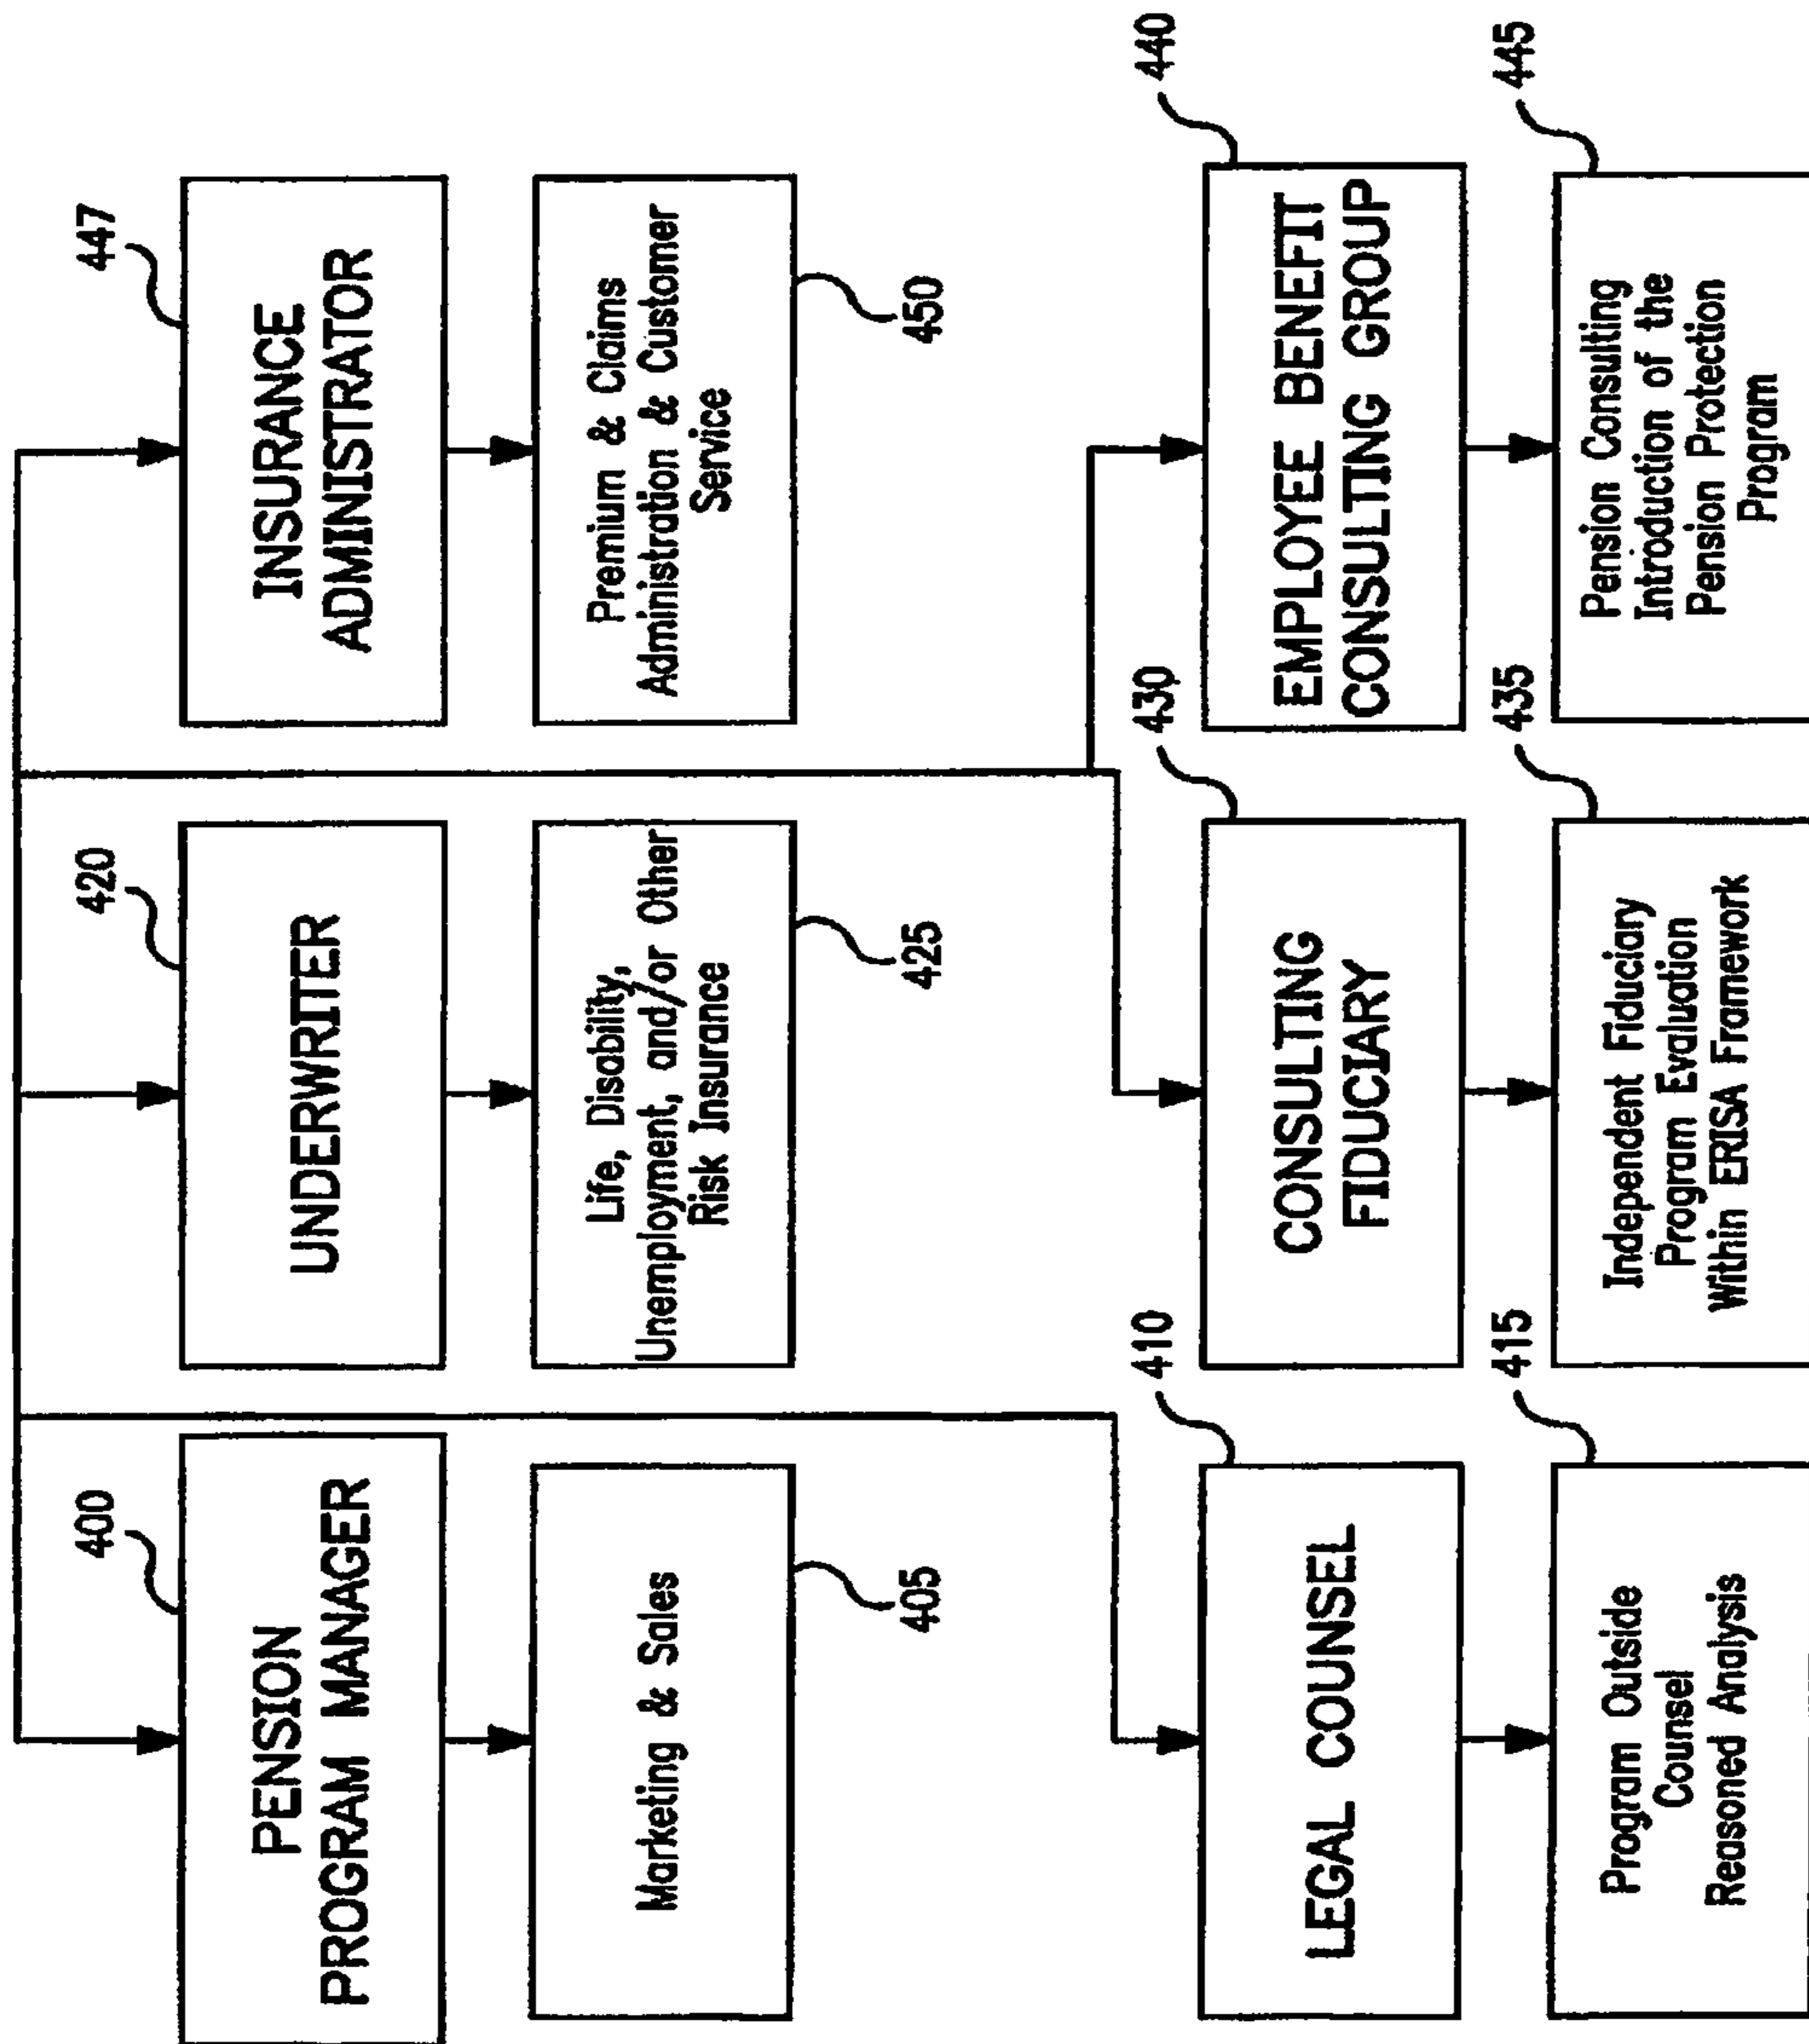 400
PENSION
PROGRAM MANAGER
Marketing & Sales
405
420
UNDERWRITER
Life, Disability,
Unemployment, and/or Other
Risk Insurance
425
447
INSURANCE
ADMINISTRATOR
Premium & Claims
Administration & Customer
Service
450
410
LEGAL COUNSEL
415
Program Outside
Counsel
Reasoned Analysis
430
CONSULTING
FIDUCIARY
435
Independent Fiduciary
Program Evaluation
Within ERISA Framework
440
EMPLOYEE BENEFIT
CONSULTING GROUP
445
Pension Consulting
Introduction of the
Pension Protection
Program